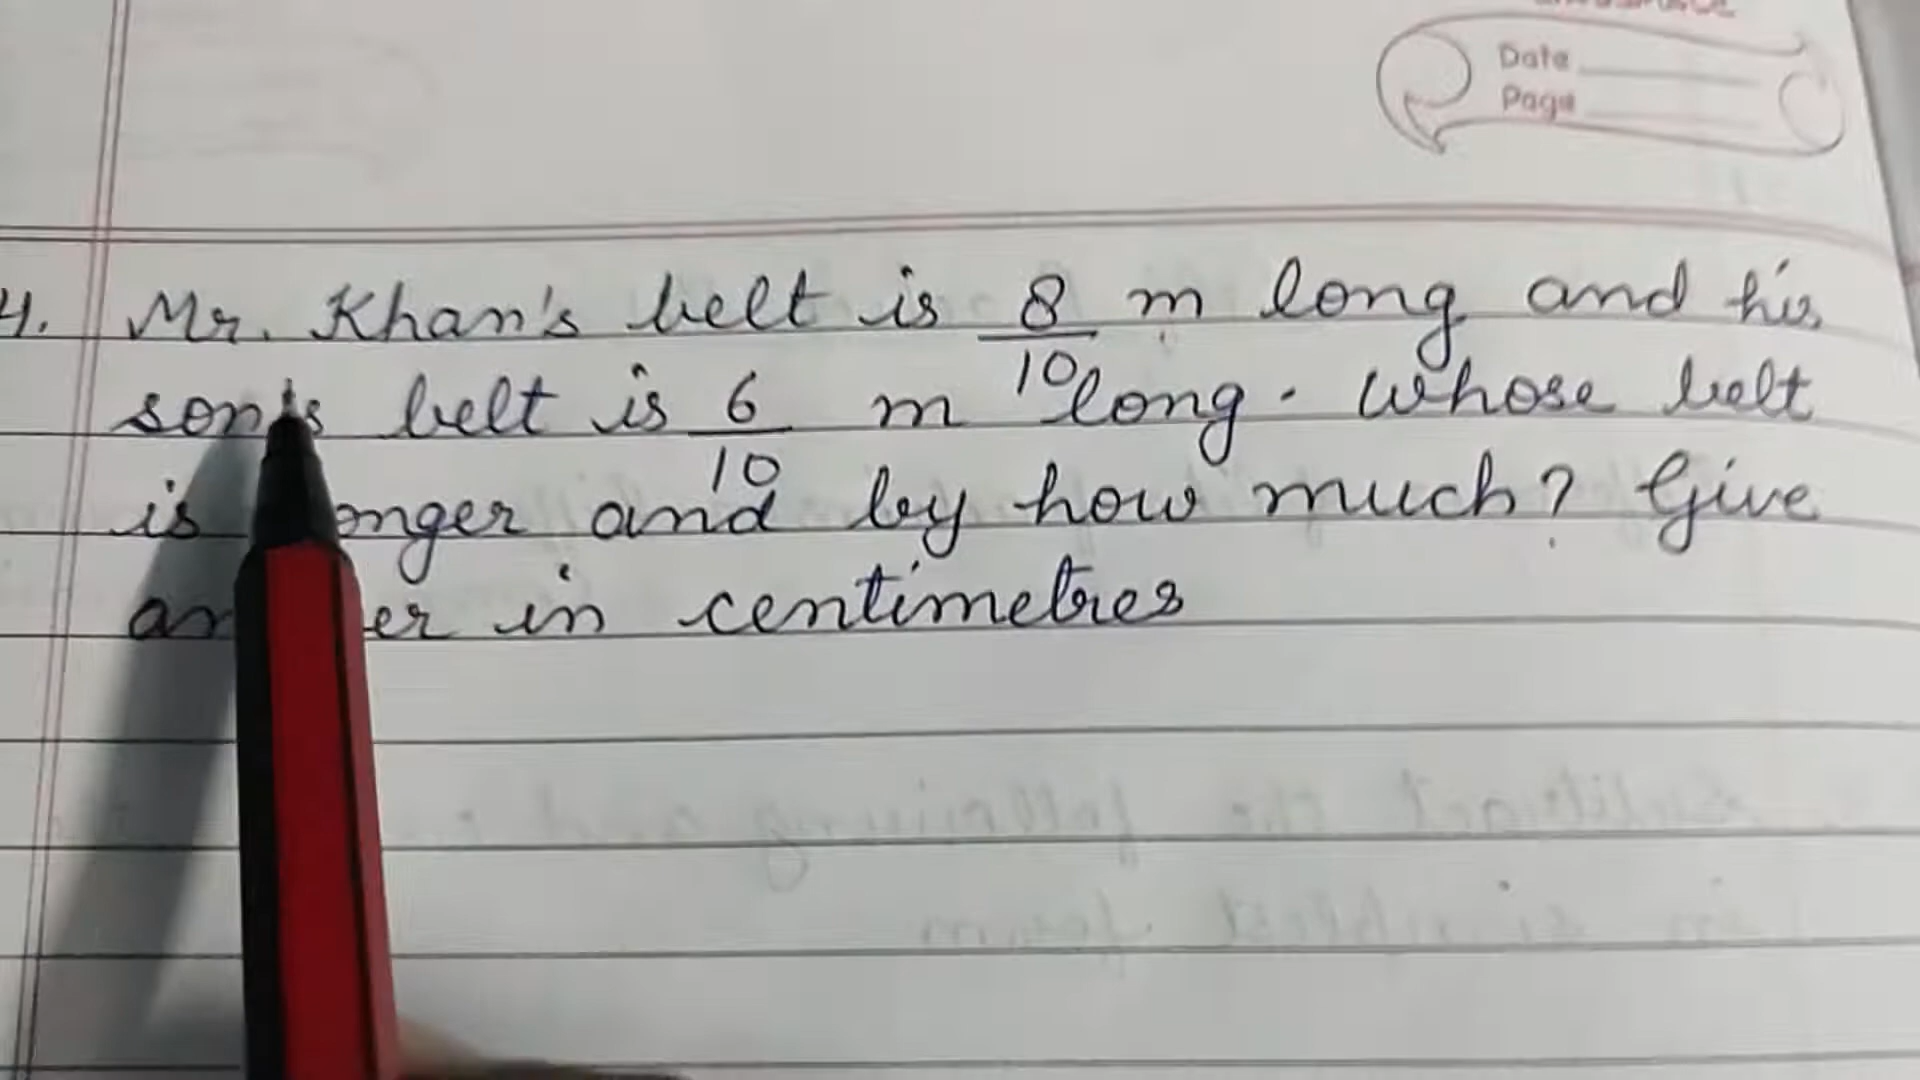 Date
Page
4. Mr. Khan's belt is 8/10 m long and his
son's belt is 6/10 m long. Whose belt
is and by how much? Give
in centimetres